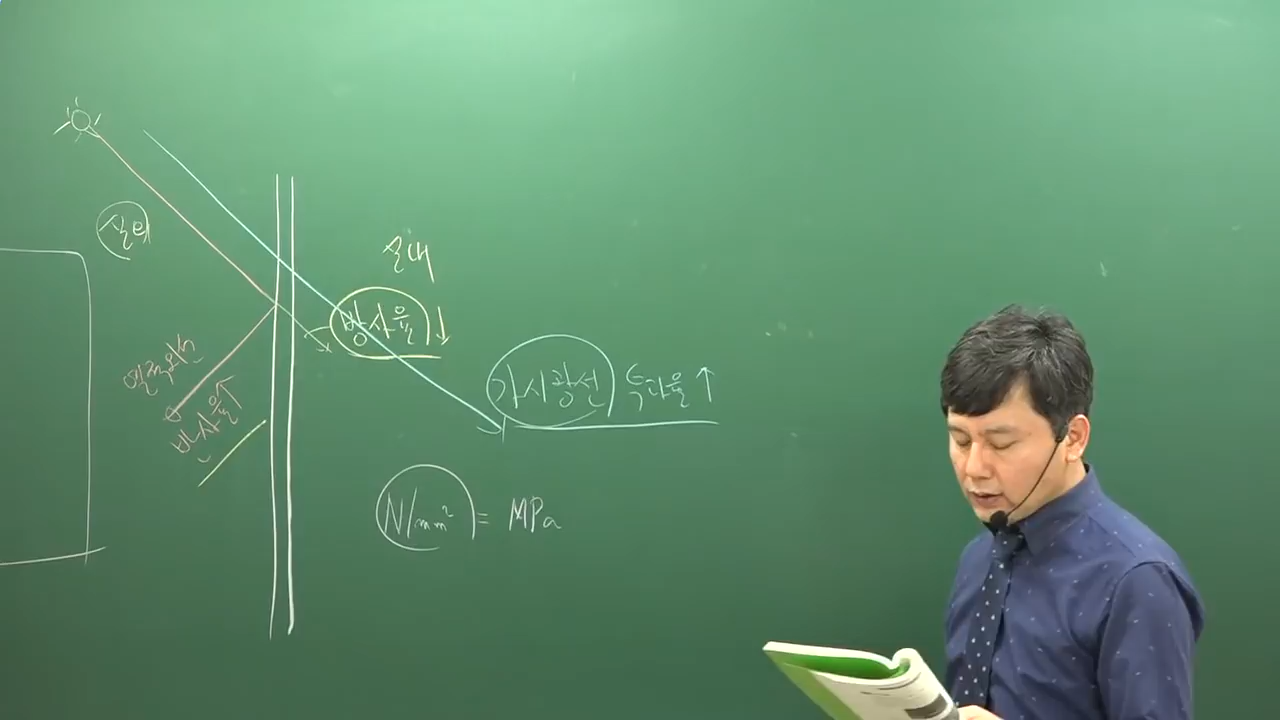 실외
실내
방사율 ↓
열적외선
반사율 ↑
가시광선 투과율 ↑
N/mm² = MPa